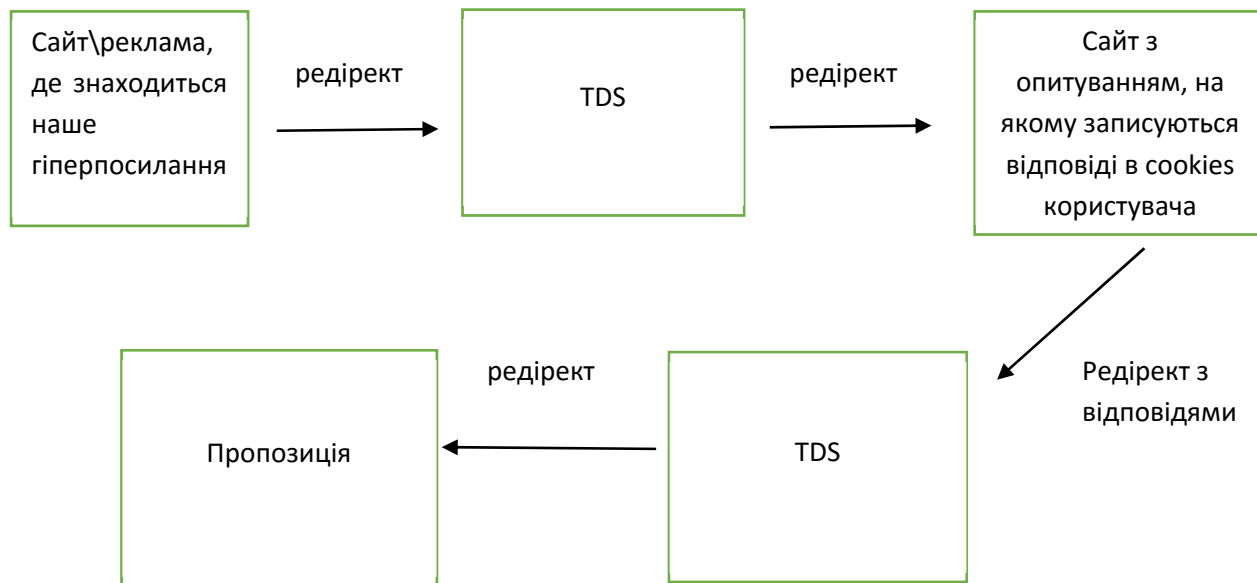 Сайт\реклама,
де знаходиться
наше
гіперпосилання
редірект
TDS
редірект
Сайт з
опитуванням, на
якому записуються
відповіді в cookies
користувача
Редірект з
відповідями
TDS
редірект
Пропозиція